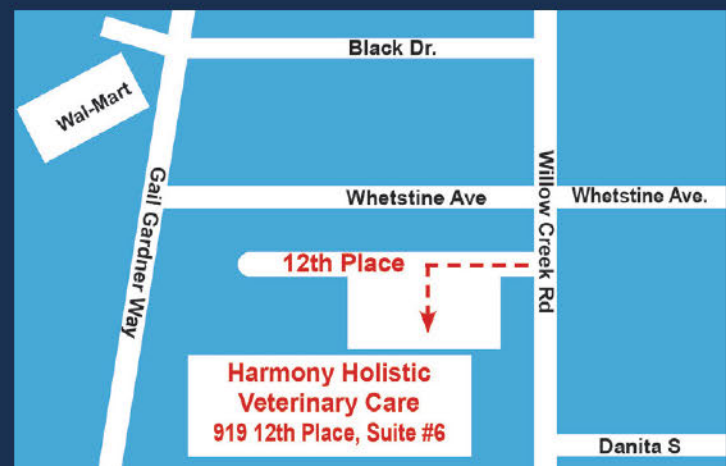 Black Dr.
Wal-Mart
Gail Gardner Way
Willow Creek Rd
Whetstine Ave
Whetstine Ave.
12th Place
Harmony Holistic
Veterinary Care
919 12th Place, Suite #6
Danita S